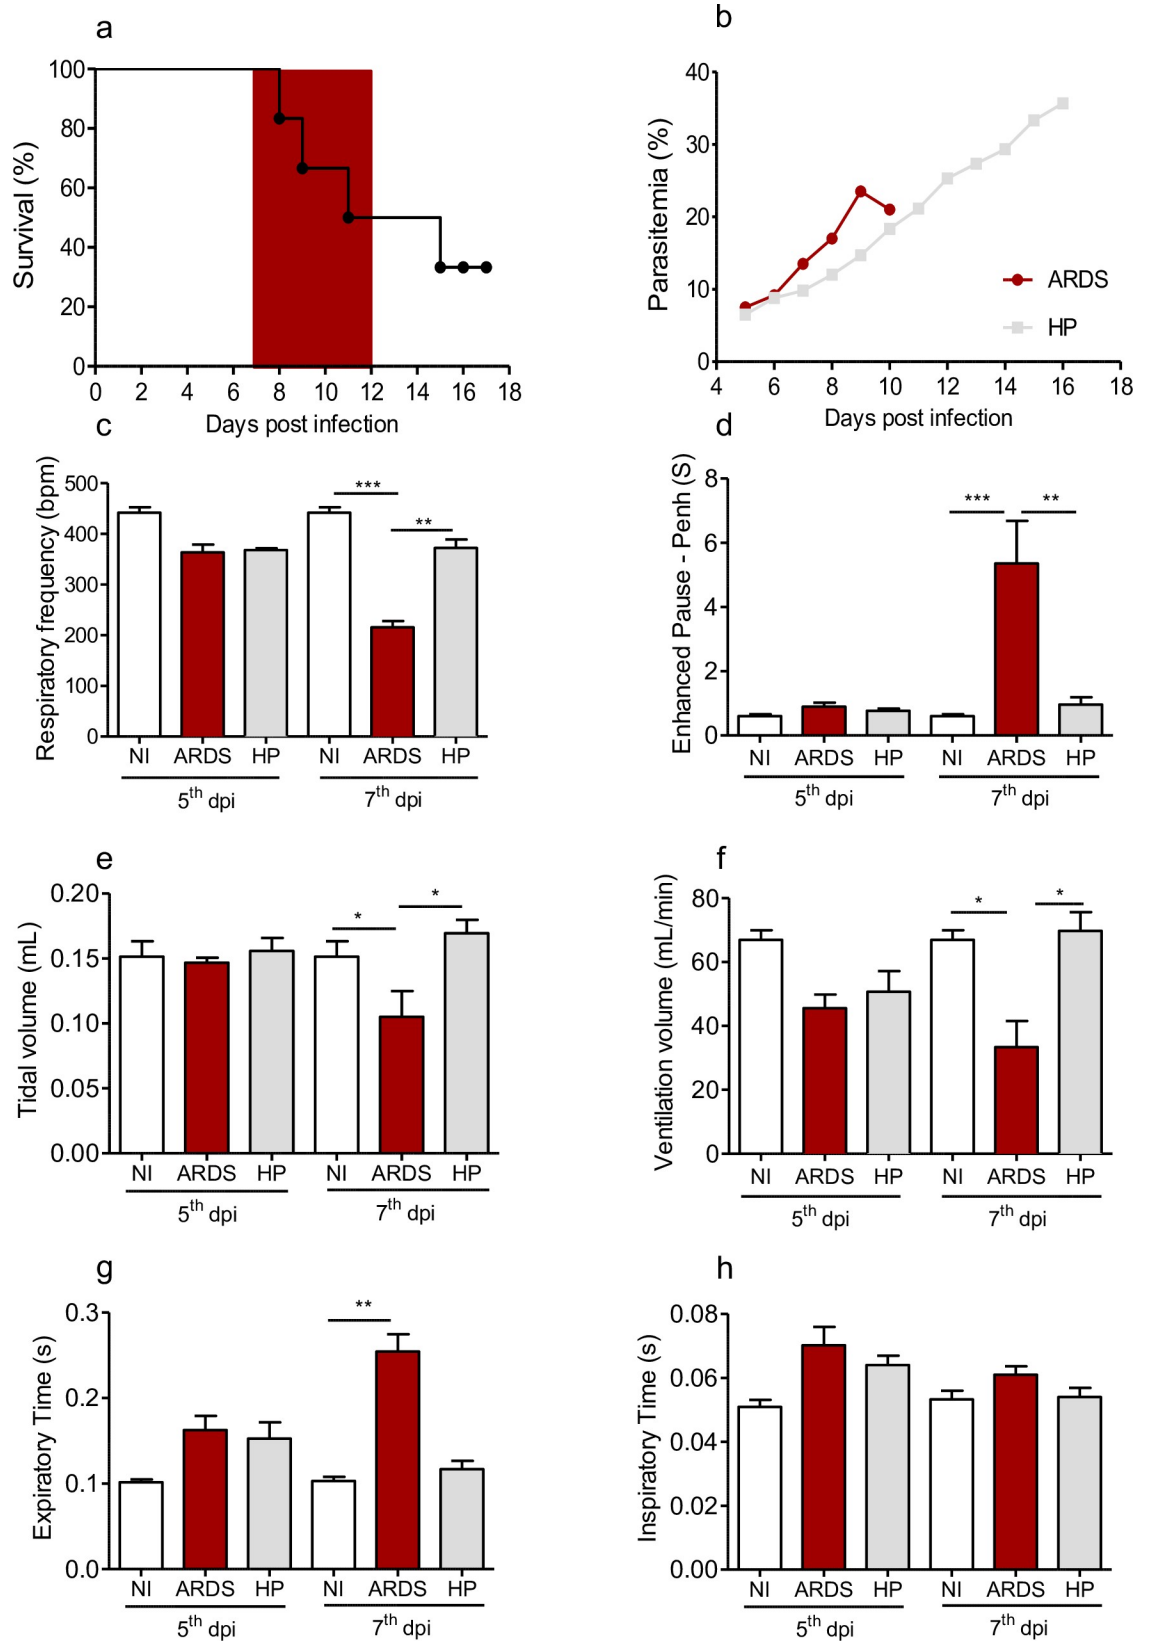 a
Survival (%)
100
80
60
40
20
0
0 2 4 6 8 10 12 14 16 18
Days post infection
b
Parasitemia (%)
40
30
20
10
0
4 6 8 10 12 14 16 18
Days post infection
ARDS
HP
c
Respiratory frequency (bpm)
500
400
300
200
100
0
***
**
NI ARDS HP NI ARDS HP
5th dpi 7th dpi
d
Enhanced Pause - Penh (S)
8
6
4
2
0
*** **
NI ARDS HP NI ARDS HP
5th dpi 7th dpi
e
Tidal volume (mL)
0.20
0.15
0.10
0.05
0.00
* *
NI ARDS HP NI ARDS HP
5th dpi 7th dpi
f
Ventilation volume (mL/min)
80
60
40
20
0
* *
NI ARDS HP NI ARDS HP
5th dpi 7th dpi
g
Expiratory Time (s)
0.3
0.2
0.1
0.0
**
NI ARDS HP NI ARDS HP
5th dpi 7th dpi
h
Inspiratory Time (s)
0.08
0.06
0.04
0.02
0.00
NI ARDS HP NI ARDS HP
5th dpi 7th dpi